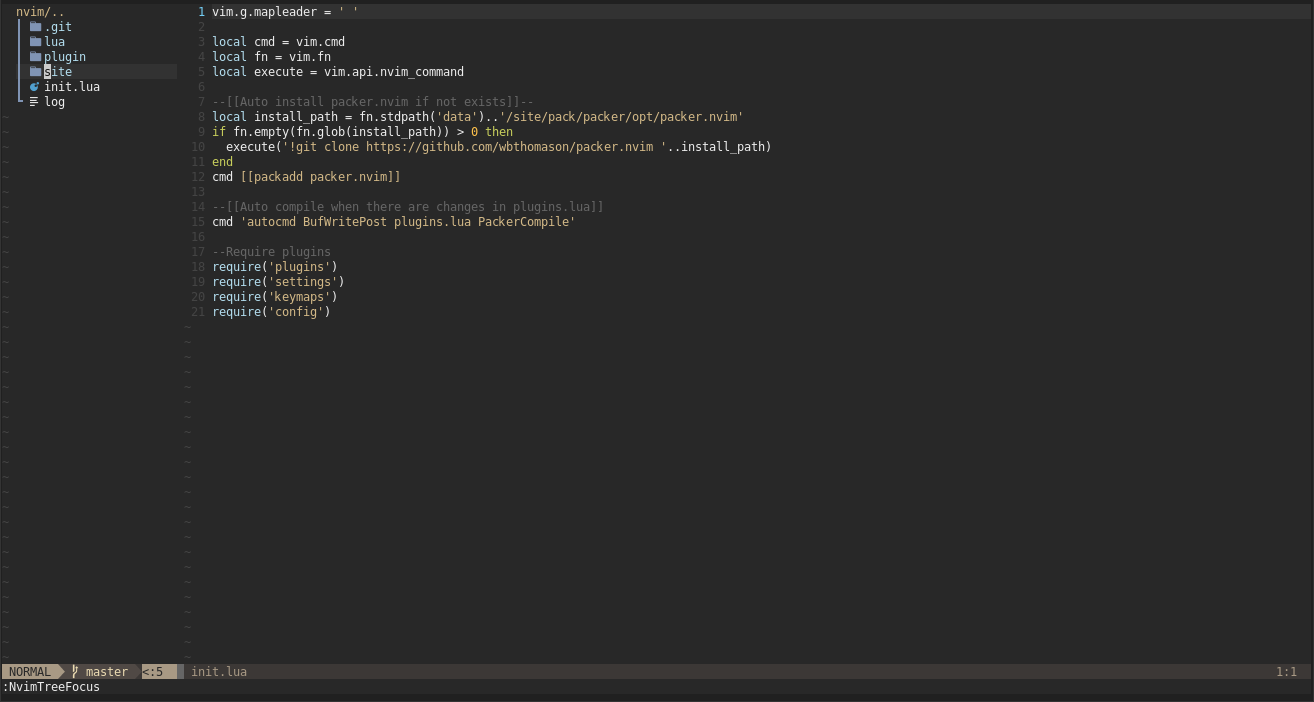 nvim/..
.git
lua
plugin
site
init.lua
log
1 vim.g.mapleader = ' '
2
3 local cmd = vim.cmd
4 local fn = vim.fn
5 local execute = vim.api.nvim_command
6
7 --[[Auto install packer.nvim if not exists]]--
8 local install_path = fn.stdpath('data')..'/site/pack/packer/opt/packer.nvim'
9 if fn.empty(fn.glob(install_path)) > 0 then
10   execute('!git clone https://github.com/wbthomason/packer.nvim '..install_path)
11 end
12 cmd [[packadd packer.nvim]]
13
14 --[[Auto compile when there are changes in plugins.lua]]
15 cmd 'autocmd BufWritePost plugins.lua PackerCompile'
16
17 --Require plugins
18 require('plugins')
19 require('settings')
20 require('keymaps')
21 require('config')
NORMAL master <:5 init.lua 1:1
:NvimTreeFocus